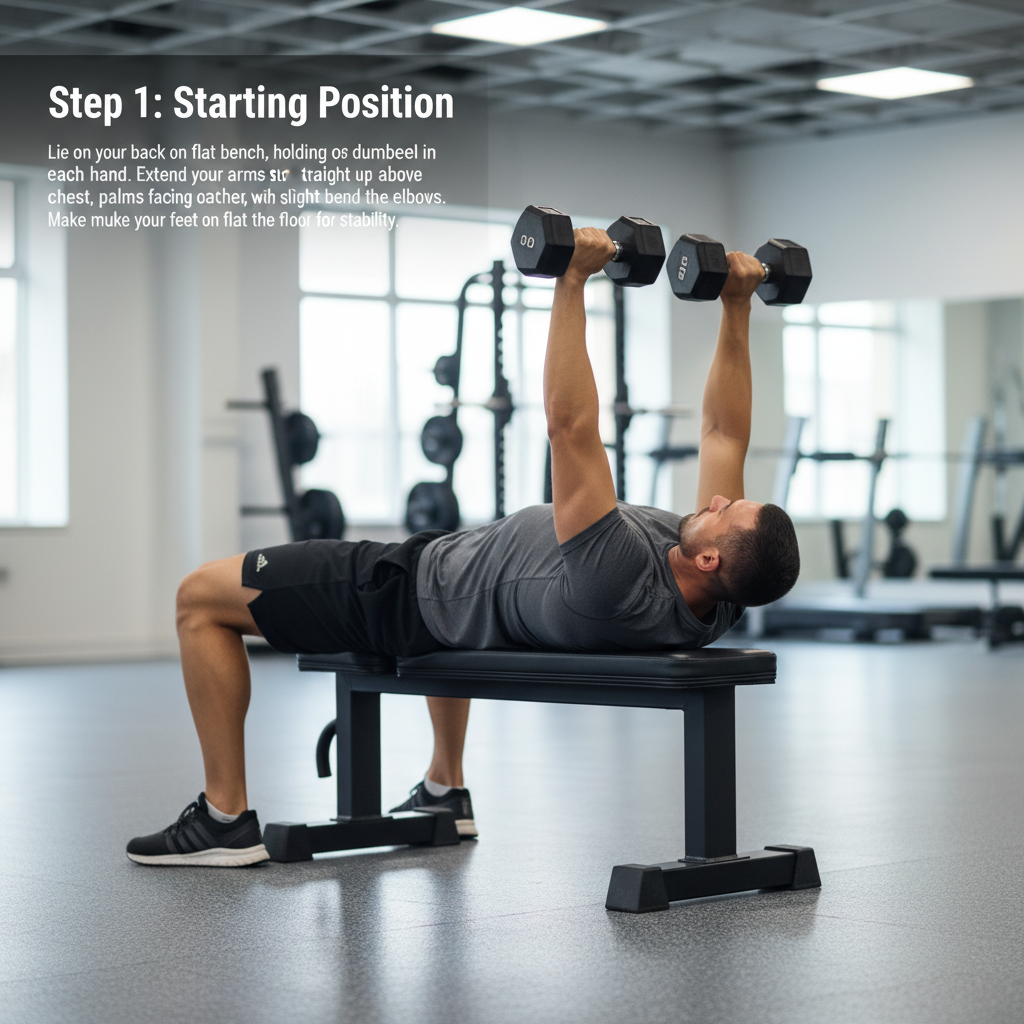 Step 1: Starting Position
Lie on your back on flat bench, holding os dumbeel in
each hand. Extend your arms traight up above
chest, palms facing oather, with slight bend the elbovs.
Make muke your feet on flat the floor for stability.
00